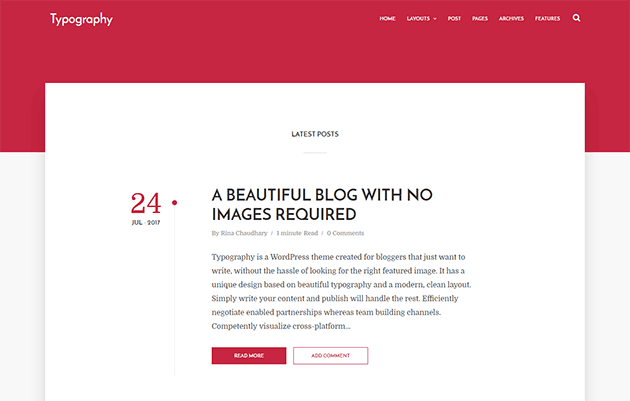 Typography
HOME LAYOUTS POST PAGES ARCHIVES FEATURES
LATEST POSTS
24
JUL - 2017
A BEAUTIFUL BLOG WITH NO
IMAGES REQUIRED
By Rina Chaudhary / 1 minute Read / 0 Comments
Typography is a WordPress theme created for bloggers that just want to
write, without the hassle of looking for the right featured image. It has a
unique design based on beautiful typography and a modern, clean layout.
Simply write your content and publish will handle the rest. Efficiently
negotiate enabled partnerships whereas team building channels.
Competently visualize cross-platform...
READ MORE ADD COMMENT